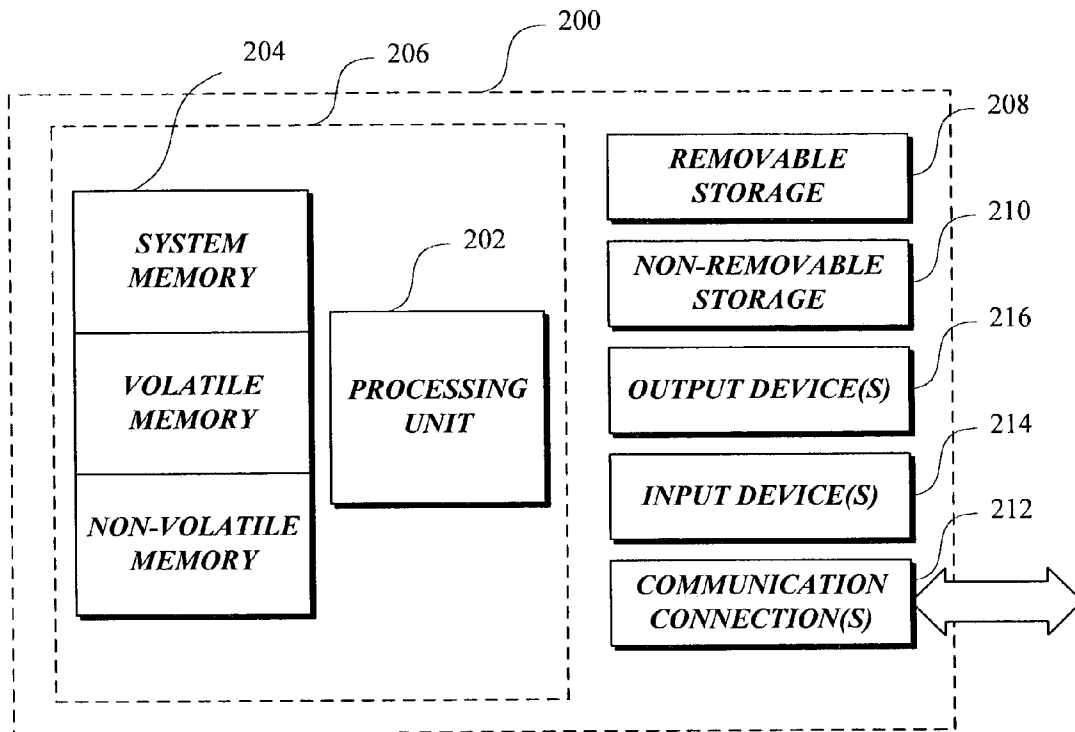 200
204
206
208
REMOVABLE
STORAGE
210
SYSTEM
MEMORY
202
NON-REMOVABLE
STORAGE
216
VOLATILE
MEMORY
PROCESSING
UNIT
OUTPUT DEVICE(S)
214
INPUT DEVICE(S)
212
NON-VOLATILE
MEMORY
COMMUNICATION
CONNECTION(S)